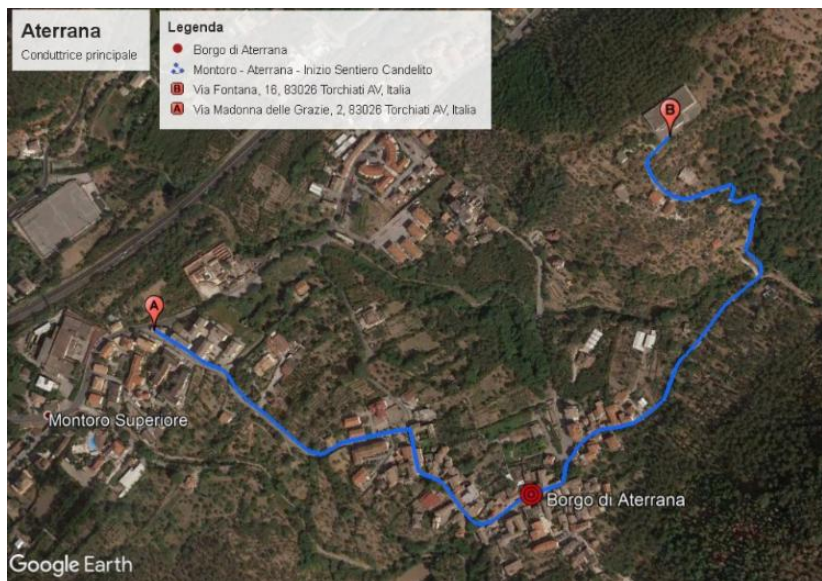 Aterrana
Conduttrice principale
Legenda
Borgo di Aterrana
Montoro - Aterrana - Inizio Sentiero Candelito
B Via Fontana, 16, 83026 Torchiati AV, Italia
A Via Madonna delle Grazie, 2, 83026 Torchiati AV, Italia
B
A
Montoro Superiore
Borgo di Aterrana
Google Earth